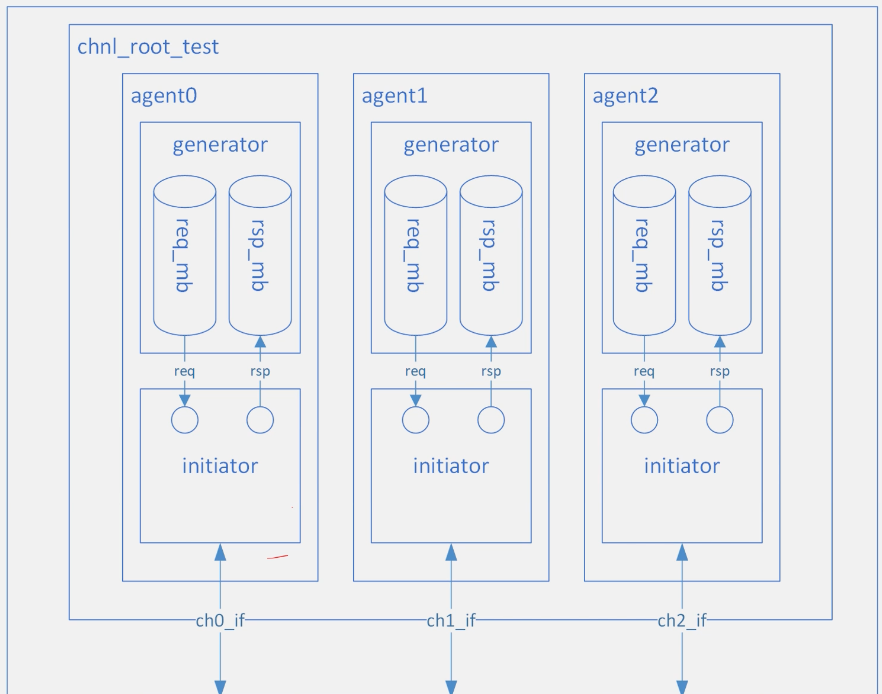 chnl_root_test
agent0
agent1
agent2
generator
generator
generator
req_mb
rsp_mb
req_mb
rsp_mb
req_mb
rsp_mb
req
rsp
req
rsp
req
rsp
initiator
initiator
initiator
ch0_if
ch1_if
ch2_if